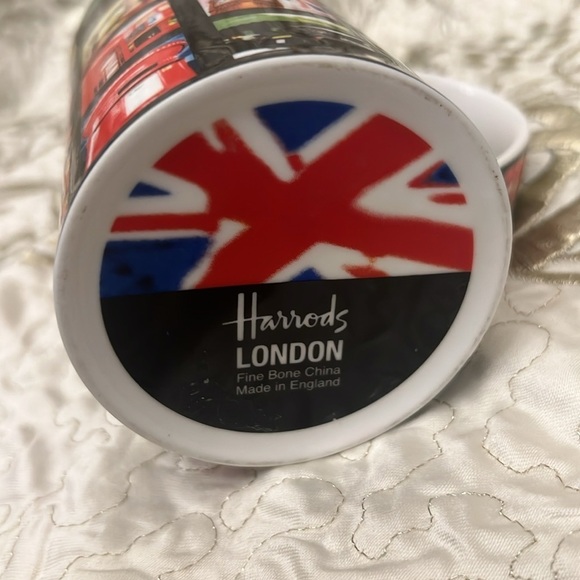 Harrods
LONDON
Fine Bone China
Made in England